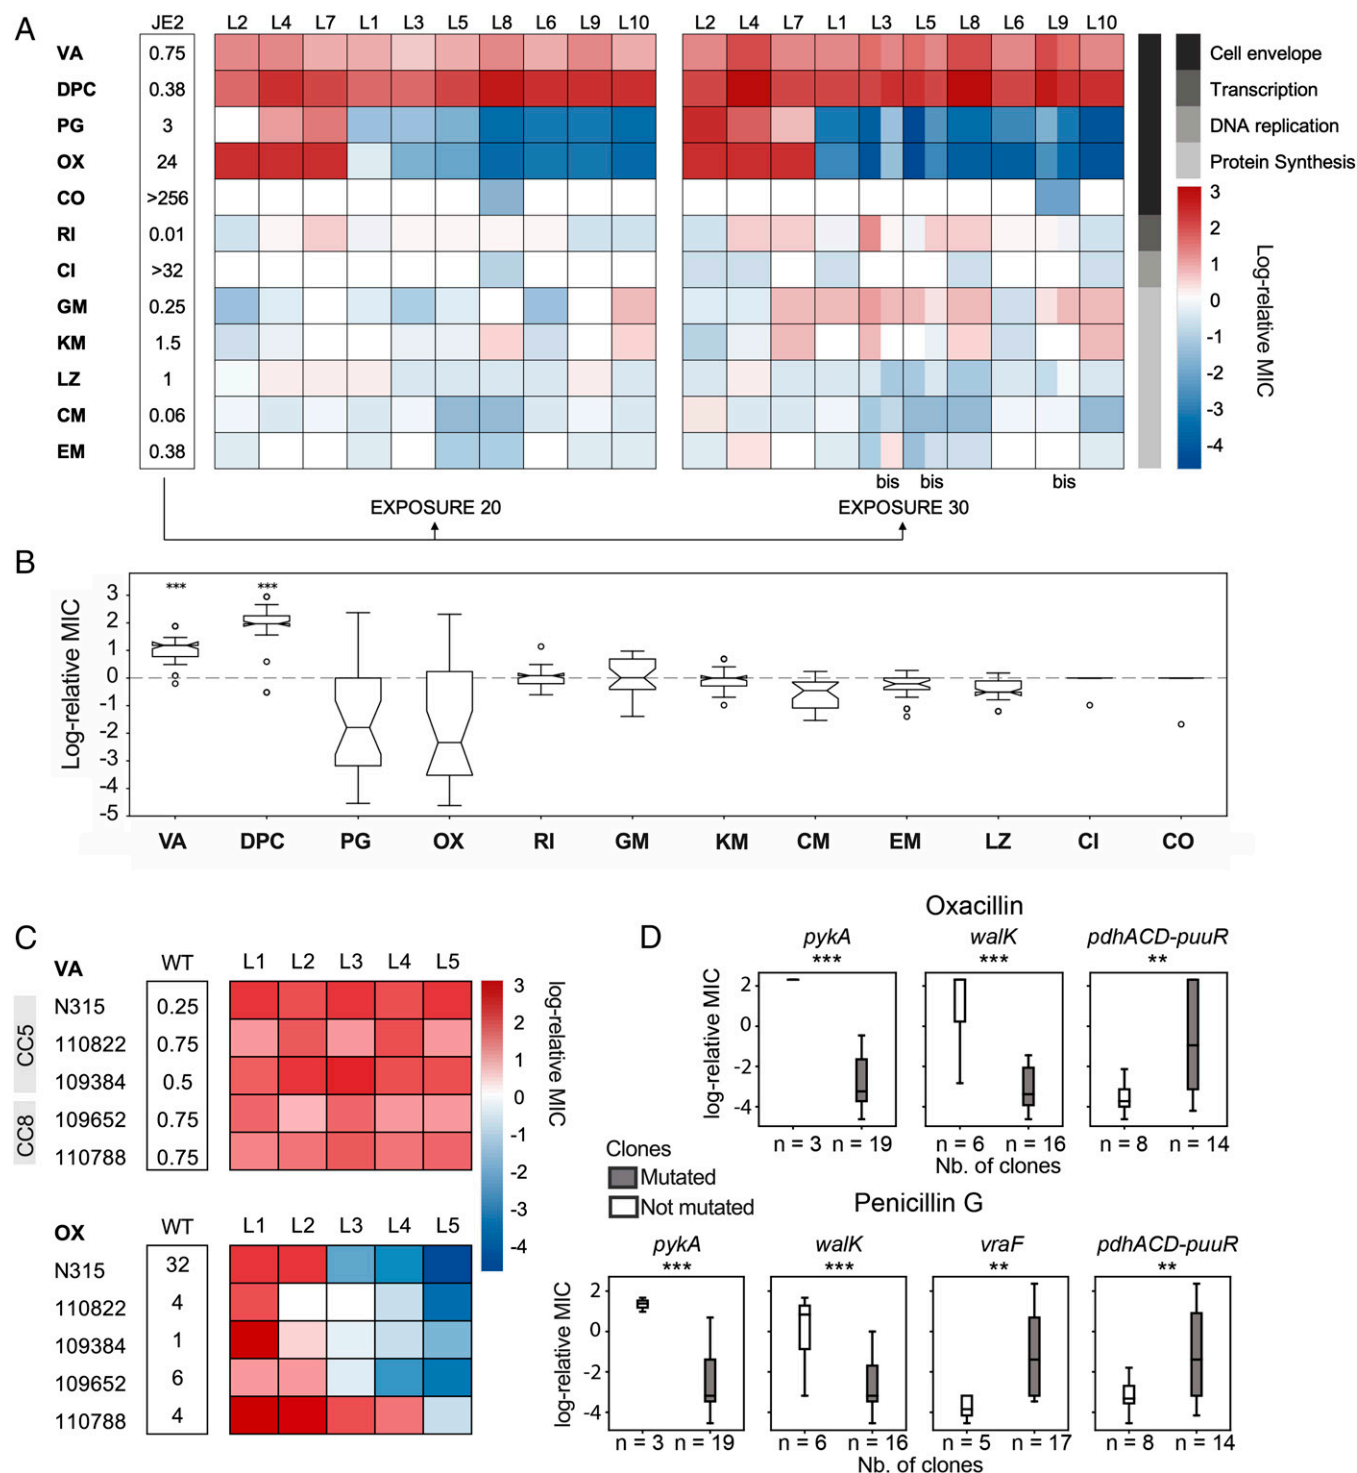 A
JE2 L2 L4 L7 L1 L3 L5 L8 L6 L9 L10 L2 L4 L7 L1 L3 L5 L8 L6 L9 L10
VA 0.75
DPC 0.38
PG 3
OX 24
CO >256
RI 0.01
CI >32
GM 0.25
KM 1.5
LZ 1
CM 0.06
EM 0.38
Cell envelope
Transcription
DNA replication
Protein Synthesis
3
2
1
0
-1
-2
-3
-4
Log-relative MIC
bis bis bis
EXPOSURE 20 EXPOSURE 30
B
Log-relative MIC
3
2
1
0
-1
-2
-3
-4
-5
*** ***
VA DPC PG OX RI GM KM CM EM LZ CI CO
C
VA WT L1 L2 L3 L4 L5
CC5
CC8
N315 0.25
110822 0.75
109384 0.5
109652 0.75
110788 0.75
3
2
1
0
-1
-2
-3
-4
log-relative MIC
OX WT L1 L2 L3 L4 L5
N315 32
110822 4
109384 1
109652 6
110788 4
D
Oxacillin
pykA walK pdhACD-puuR
*** *** **
log-relative MIC
2
0
-2
-4
n = 3 n = 19 n = 6 n = 16 n = 8 n = 14
Nb. of clones
Clones
Mutated
Not mutated
Penicillin G
pykA walK vraF pdhACD-puuR
*** *** ** **
log-relative MIC
2
0
-2
-4
n = 3 n = 19 n = 6 n = 16 n = 5 n = 17 n = 8 n = 14
Nb. of clones